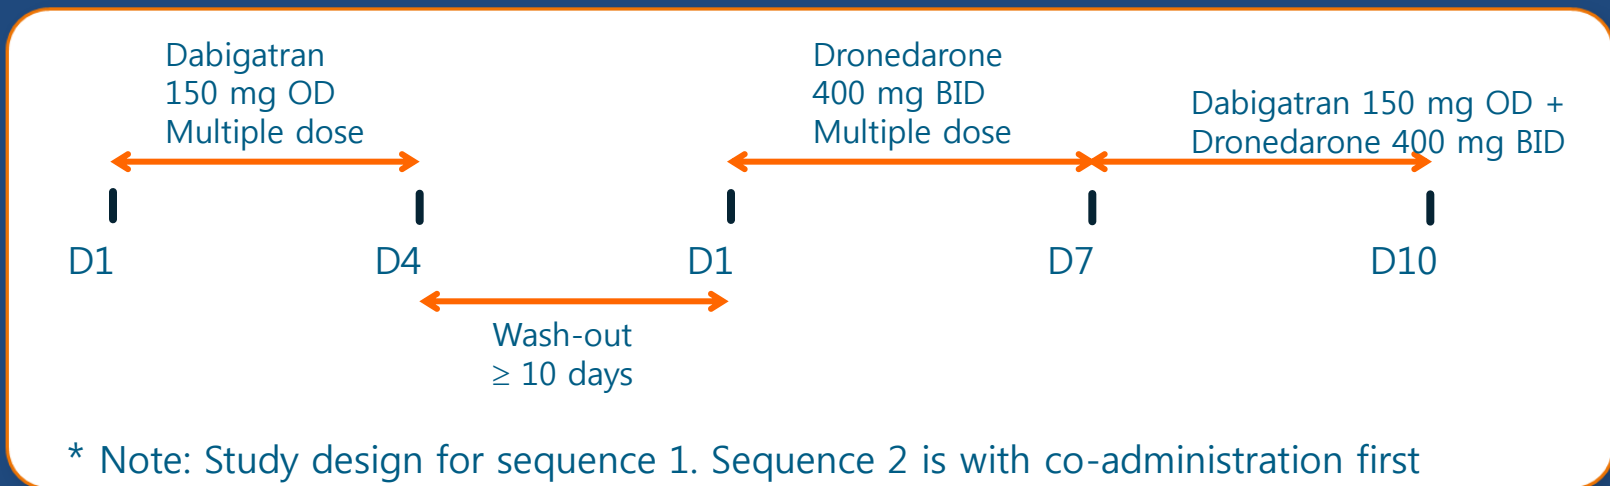 Dabigatran
150 mg OD
Multiple dose
Dronedarone
400 mg BID
Multiple dose
Dabigatran 150 mg OD +
Dronedarone 400 mg BID
D1
D4
D1
D7
D10
Wash-out
≥ 10 days
* Note: Study design for sequence 1. Sequence 2 is with co-administration first